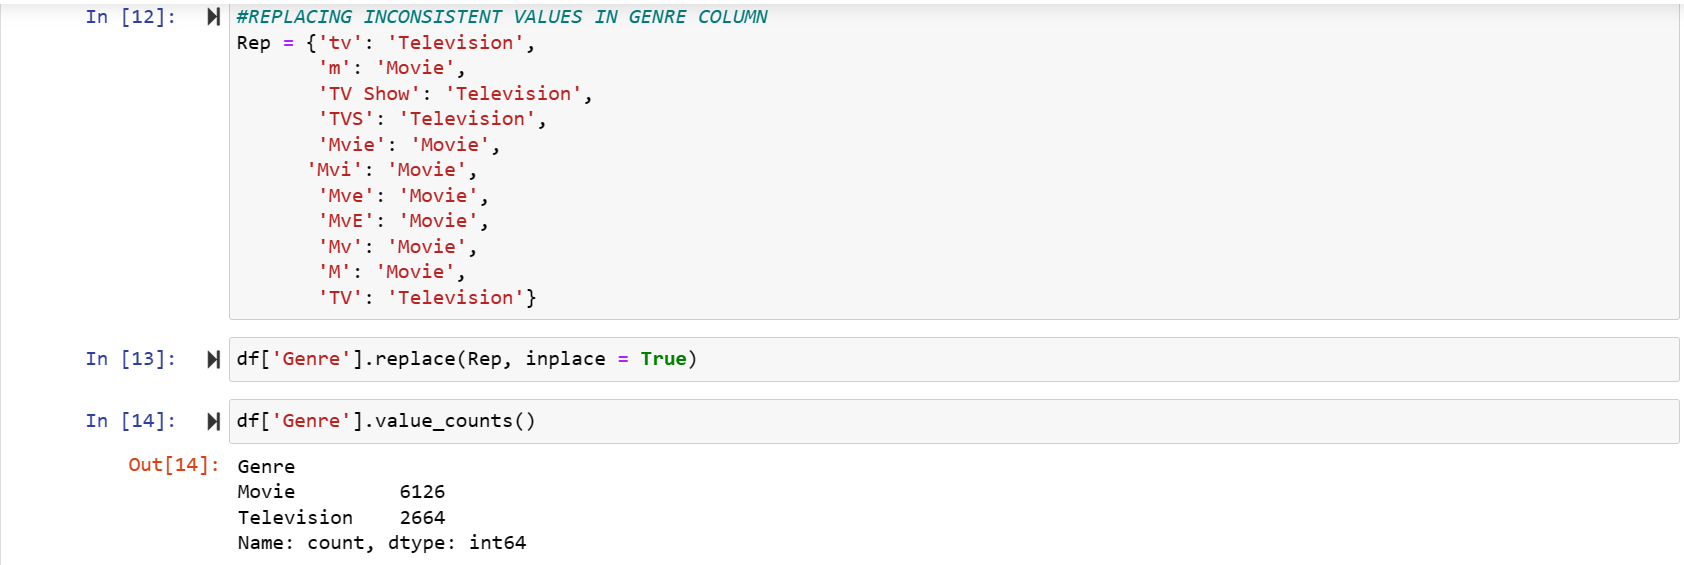 In [12]: #REPLACING INCONSISTENT VALUES IN GENRE COLUMN
Rep = {'tv': 'Television',
'm': 'Movie',
'TV Show': 'Television',
'TVS': 'Television',
'Mvie': 'Movie',
'Mvi': 'Movie',
'Mve': 'Movie',
'MvE': 'Movie',
'Mv': 'Movie',
'M': 'Movie',
'TV': 'Television'}
In [13]: df['Genre'].replace(Rep, inplace = True)
In [14]: df['Genre'].value_counts()
Out[14]: Genre
Movie 6126
Television 2664
Name: count, dtype: int64